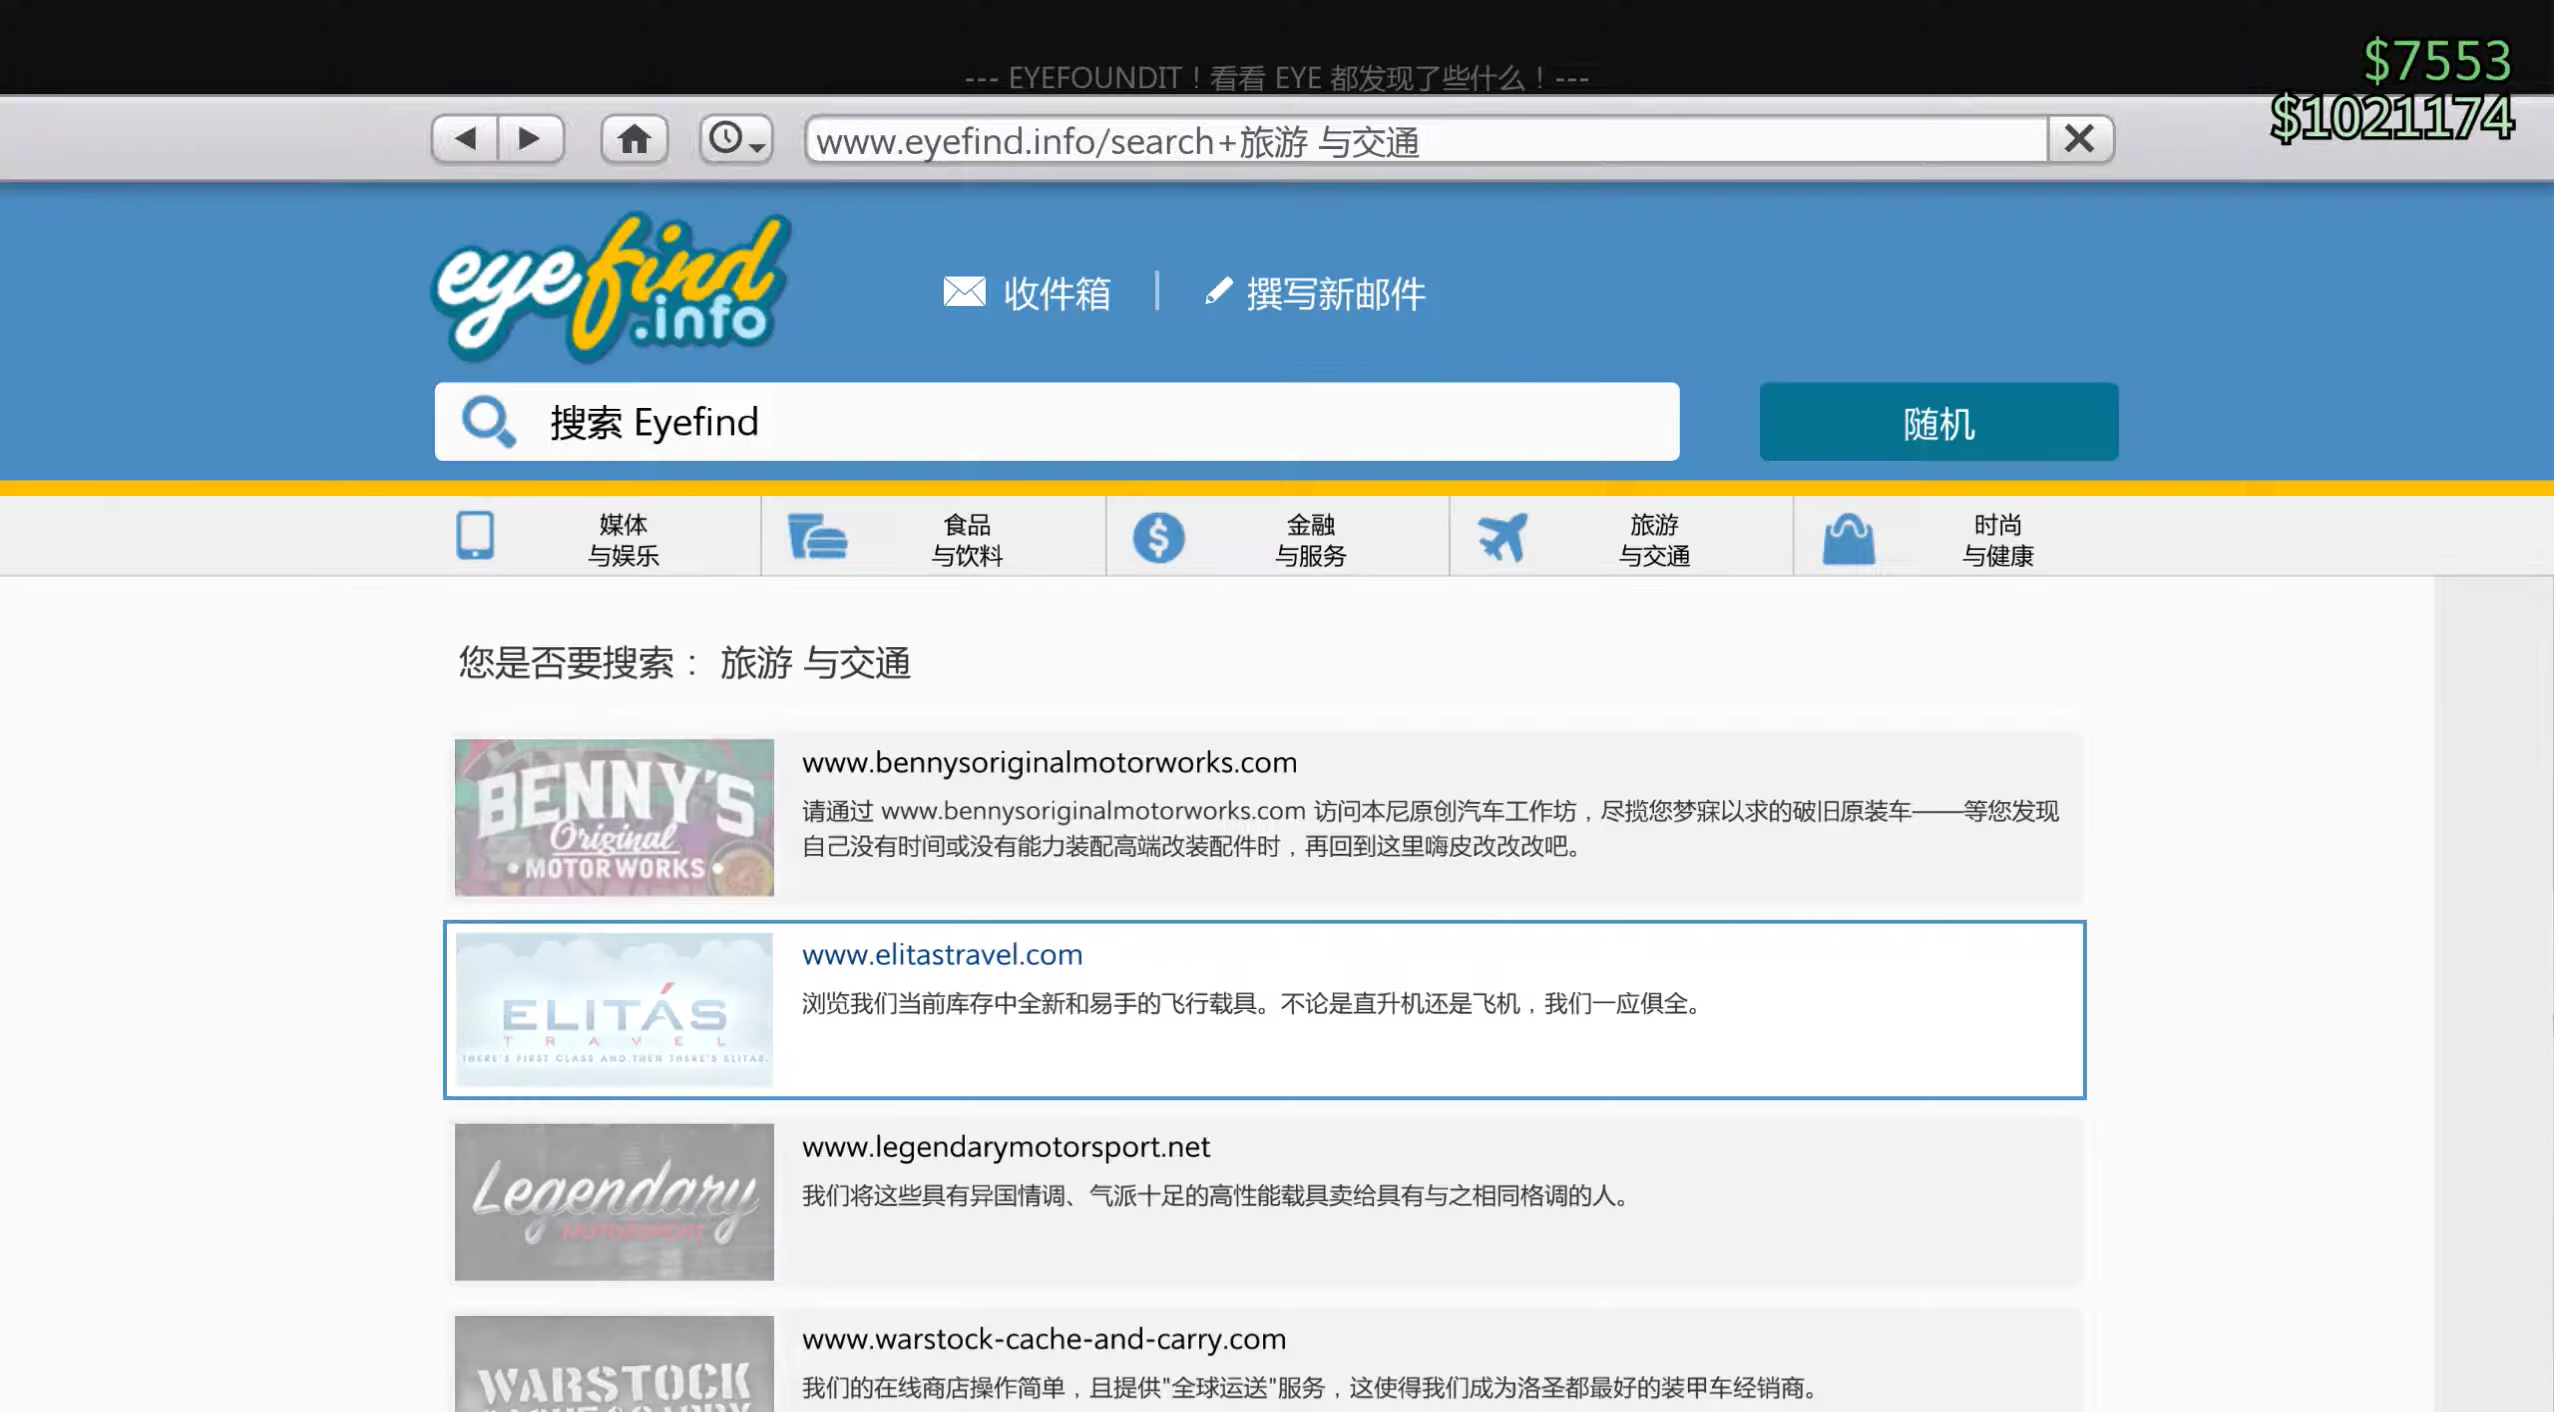 --- EYEFOUNDIT！看看 EYE 都发现了些什么！---
$7553
$1021174
www.eyefind.info/search+旅游 与交通
eyefind
.info
收件箱
撰写新邮件
搜索 Eyefind
随机
媒体
与娱乐
食品
与饮料
金融
与服务
旅游
与交通
时尚
与健康
您是否要搜索： 旅游 与交通
BENNY'S
Original
MOTOR WORKS
www.bennysoriginalmotorworks.com
请通过 www.bennysoriginalmotorworks.com 访问本尼原创汽车工作坊，尽揽您梦寐以求的破旧原装车——等您发现
自己没有时间或没有能力装配高端改装配件时，再回到这里嗨皮改改改吧。
ELITÁS
TRAVEL
THERE'S FIRST CLASS AND THEN THERE'S ELITAS.
www.elitastravel.com
浏览我们当前库存中全新和易手的飞行载具。不论是直升机还是飞机，我们一应俱全。
Legendary
MOTORSPORT
www.legendarymotorsport.net
我们将这些具有异国情调、气派十足的高性能载具卖给具有与之相同格调的人。
WARSTOCK
CACHE & CARRY
www.warstock-cache-and-carry.com
我们的在线商店操作简单，且提供"全球运送"服务，这使得我们成为洛圣都最好的装甲车经销商。